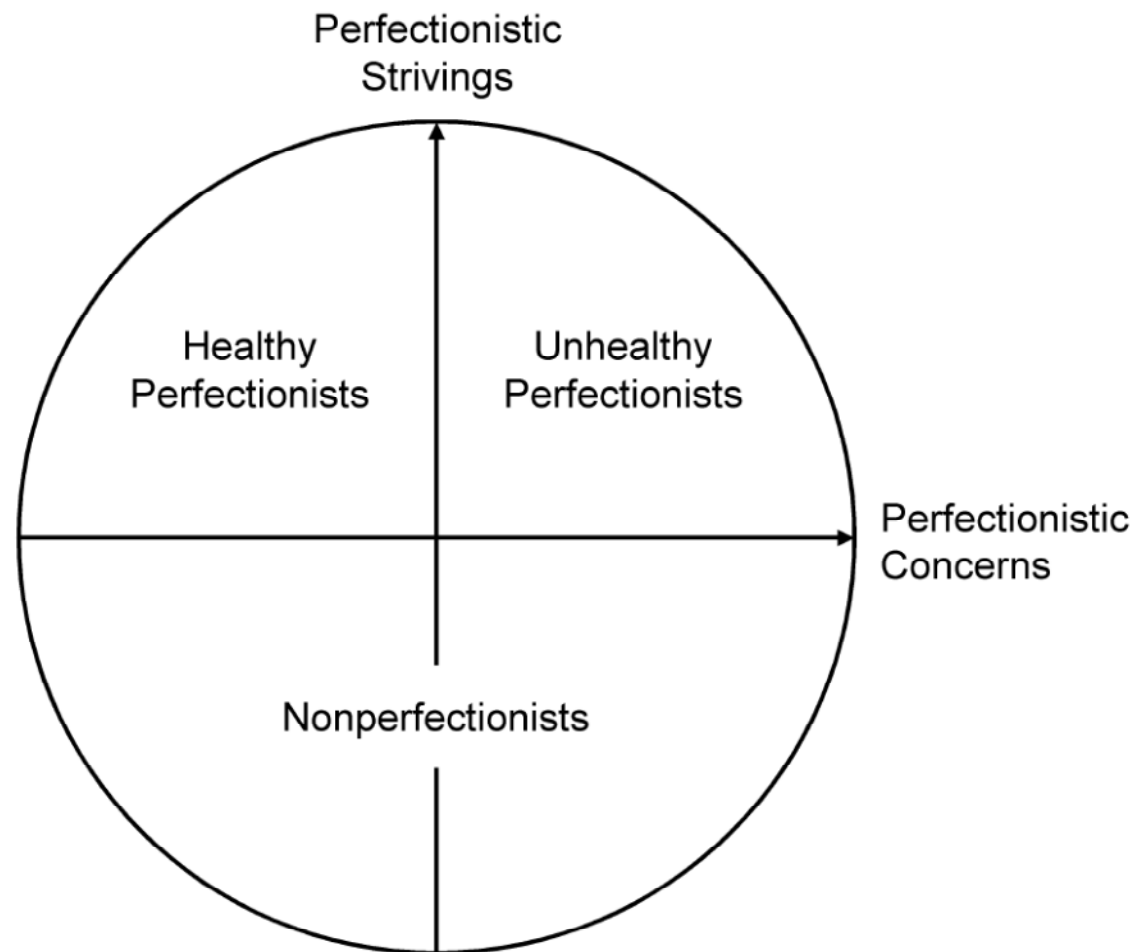 Perfectionistic
Strivings
Healthy
Perfectionists
Unhealthy
Perfectionists
Perfectionistic
Concerns
Nonperfectionists